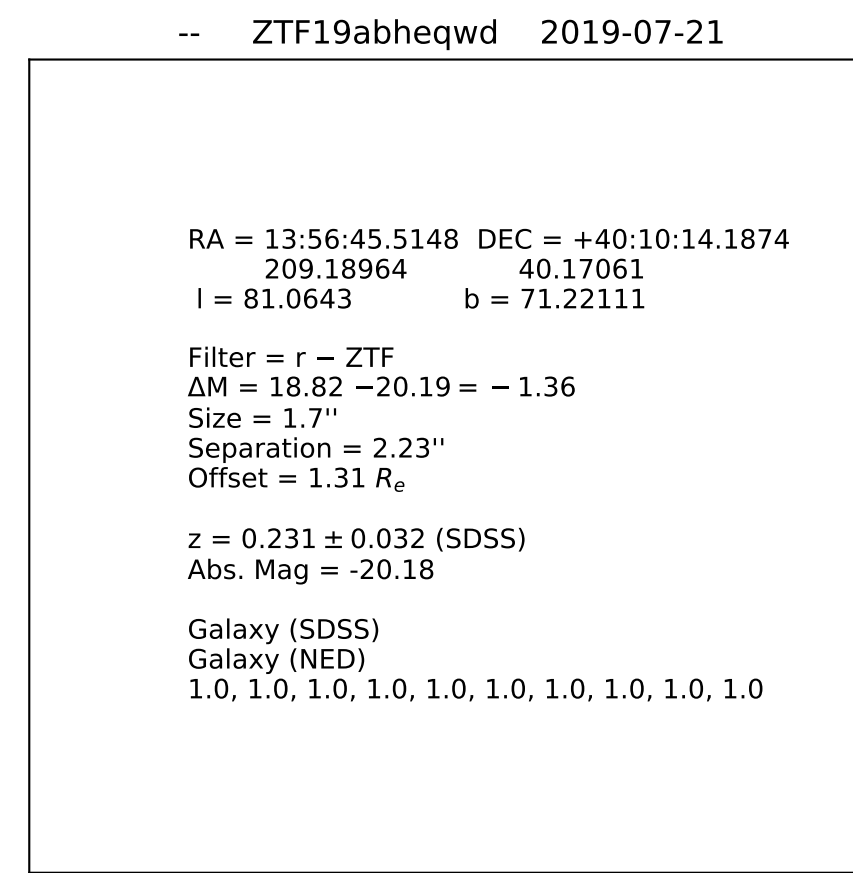 -- ZTF19abheqwd 2019-07-21
RA = 13:56:45.5148 DEC = +40:10:14.1874
209.18964 40.17061
l = 81.0643 b = 71.22111
Filter = r − ZTF
ΔM = 18.82 −20.19 = − 1.36
Size = 1.7''
Separation = 2.23''
Offset = 1.31 Rₑ
z = 0.231 ± 0.032 (SDSS)
Abs. Mag = -20.18
Galaxy (SDSS)
Galaxy (NED)
1.0, 1.0, 1.0, 1.0, 1.0, 1.0, 1.0, 1.0, 1.0, 1.0